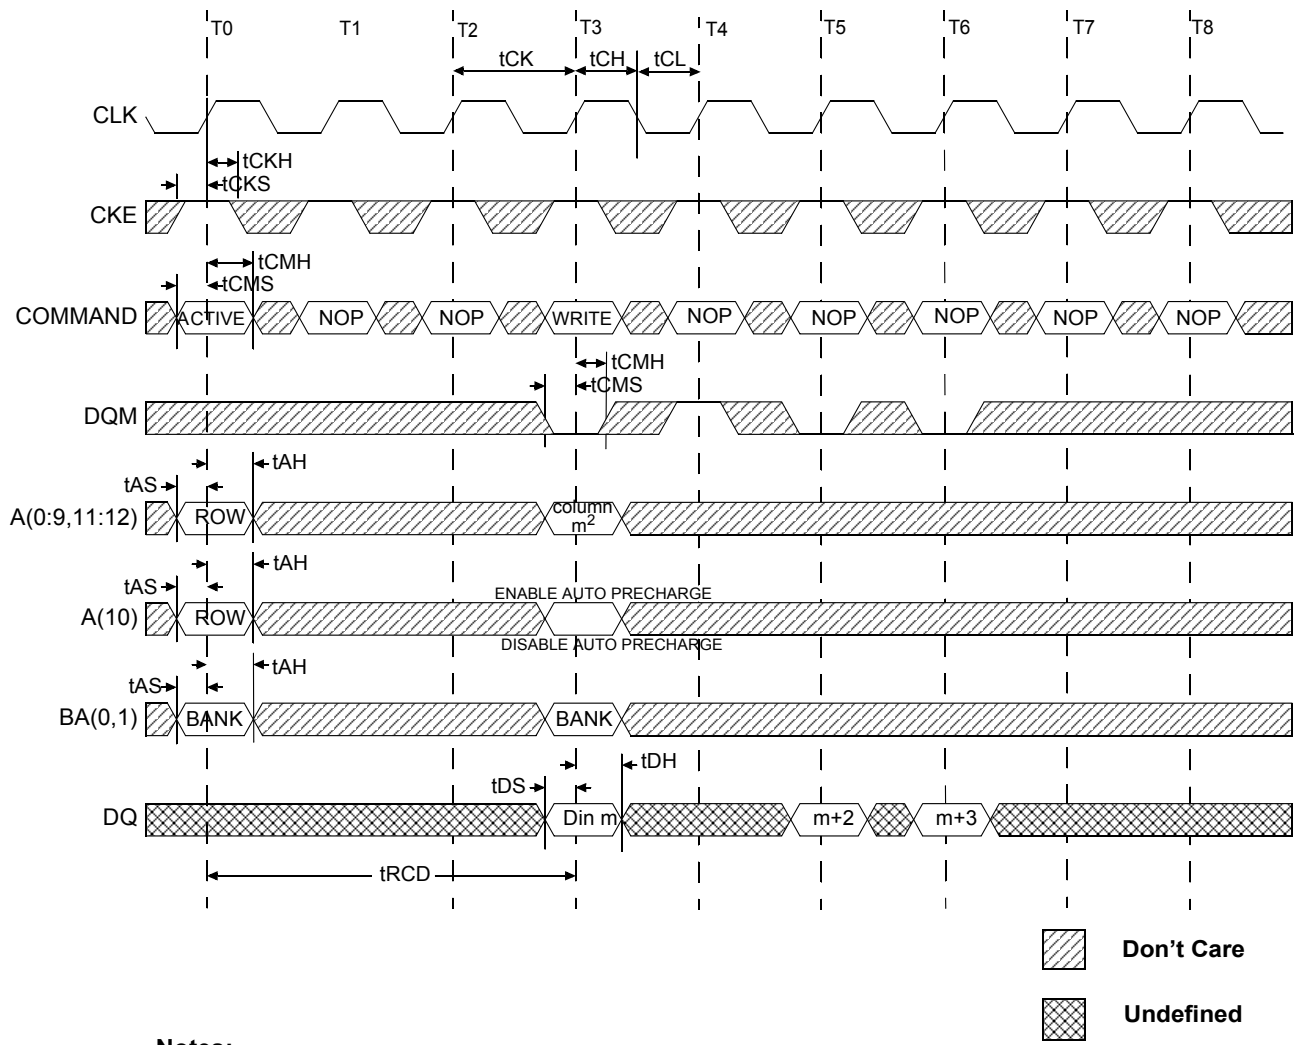 T0 T1 T2 T3 T4 T5 T6 T7 T8
tCK tCH tCL
CLK
tCKH
tCKS
CKE
tCMH
tCMS
COMMAND ACTIVE NOP NOP WRITE NOP NOP NOP NOP NOP
tCMH
tCMS
DQM
tAH
tAS
A(0:9,11:12) ROW column m2
tAH
tAS
ENABLE AUTO PRECHARGE
A(10) ROW
DISABLE AUTO PRECHARGE
tAH
tAS
BA(0,1) BANK BANK
tDH
tDS
DQ Din m m+2 m+3
tRCD
Don't Care
Undefined
Notes: